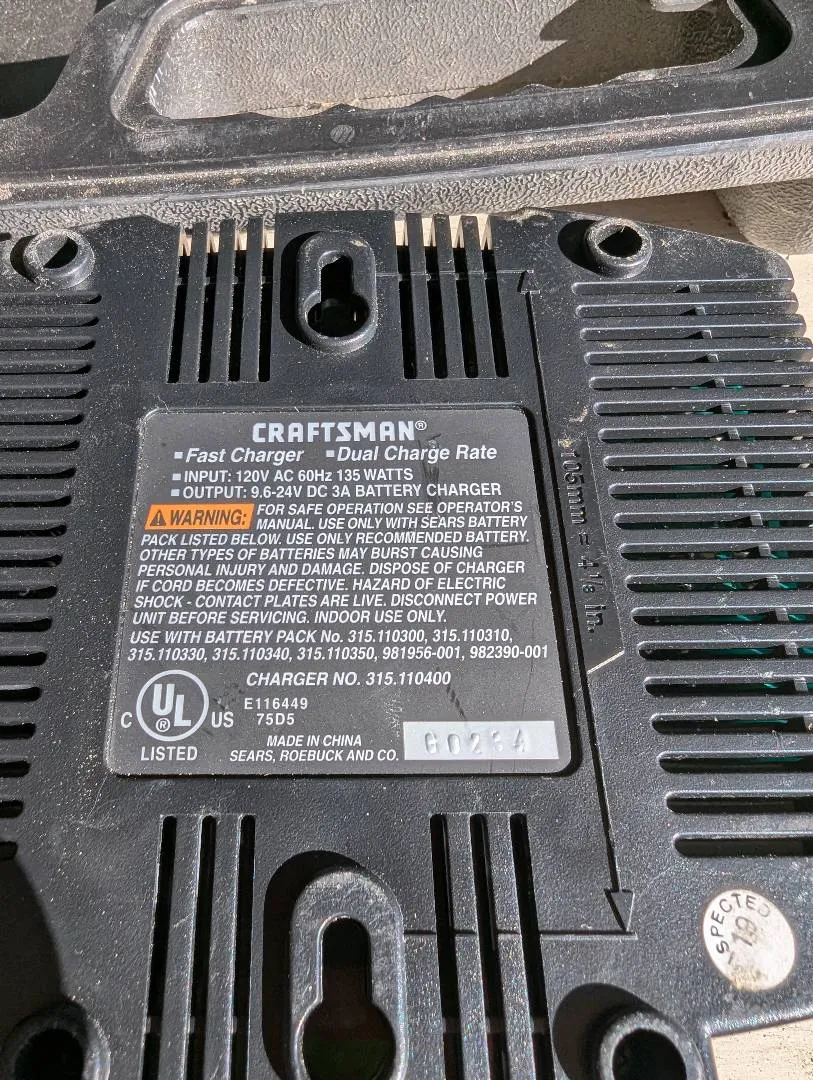 CRAFTSMAN®
▪Fast Charger ▪Dual Charge Rate
▪INPUT: 120V AC 60Hz 135 WATTS
▪OUTPUT: 9.6-24V DC 3A BATTERY CHARGER
⚠WARNING: FOR SAFE OPERATION SEE OPERATOR'S
MANUAL. USE ONLY WITH SEARS BATTERY
PACK LISTED BELOW. USE ONLY RECOMMENDED BATTERY.
OTHER TYPES OF BATTERIES MAY BURST CAUSING
PERSONAL INJURY AND DAMAGE. DISPOSE OF CHARGER
IF CORD BECOMES DEFECTIVE. HAZARD OF ELECTRIC
SHOCK - CONTACT PLATES ARE LIVE. DISCONNECT POWER
UNIT BEFORE SERVICING. INDOOR USE ONLY.
USE WITH BATTERY PACK No. 315.110300, 315.110310,
315.110330, 315.110340, 315.110350, 981956-001, 982390-001
CHARGER NO. 315.110400
C UL® US
LISTED
E116449
75D5
MADE IN CHINA
SEARS, ROEBUCK AND CO.
G0234
105mm = 4 1/8 in.